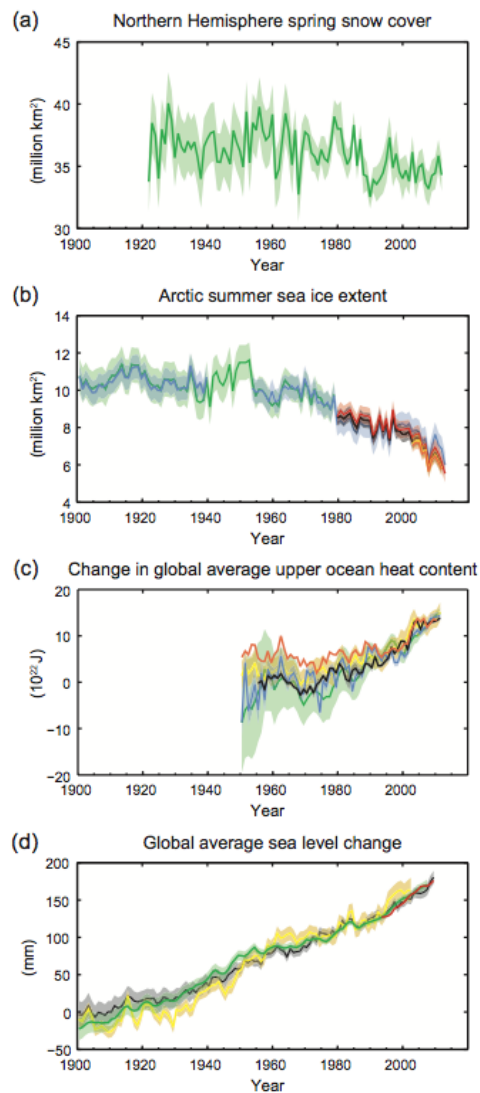 (a) Northern Hemisphere spring snow cover
45
40
35
30
(million km²)
1900 1920 1940 1960 1980 2000
Year
(b) Arctic summer sea ice extent
14
12
10
8
6
4
(million km²)
1900 1920 1940 1960 1980 2000
Year
(c) Change in global average upper ocean heat content
20
10
0
−10
−20
(10²² J)
1900 1920 1940 1960 1980 2000
Year
(d) Global average sea level change
200
150
100
50
0
−50
(mm)
1900 1920 1940 1960 1980 2000
Year